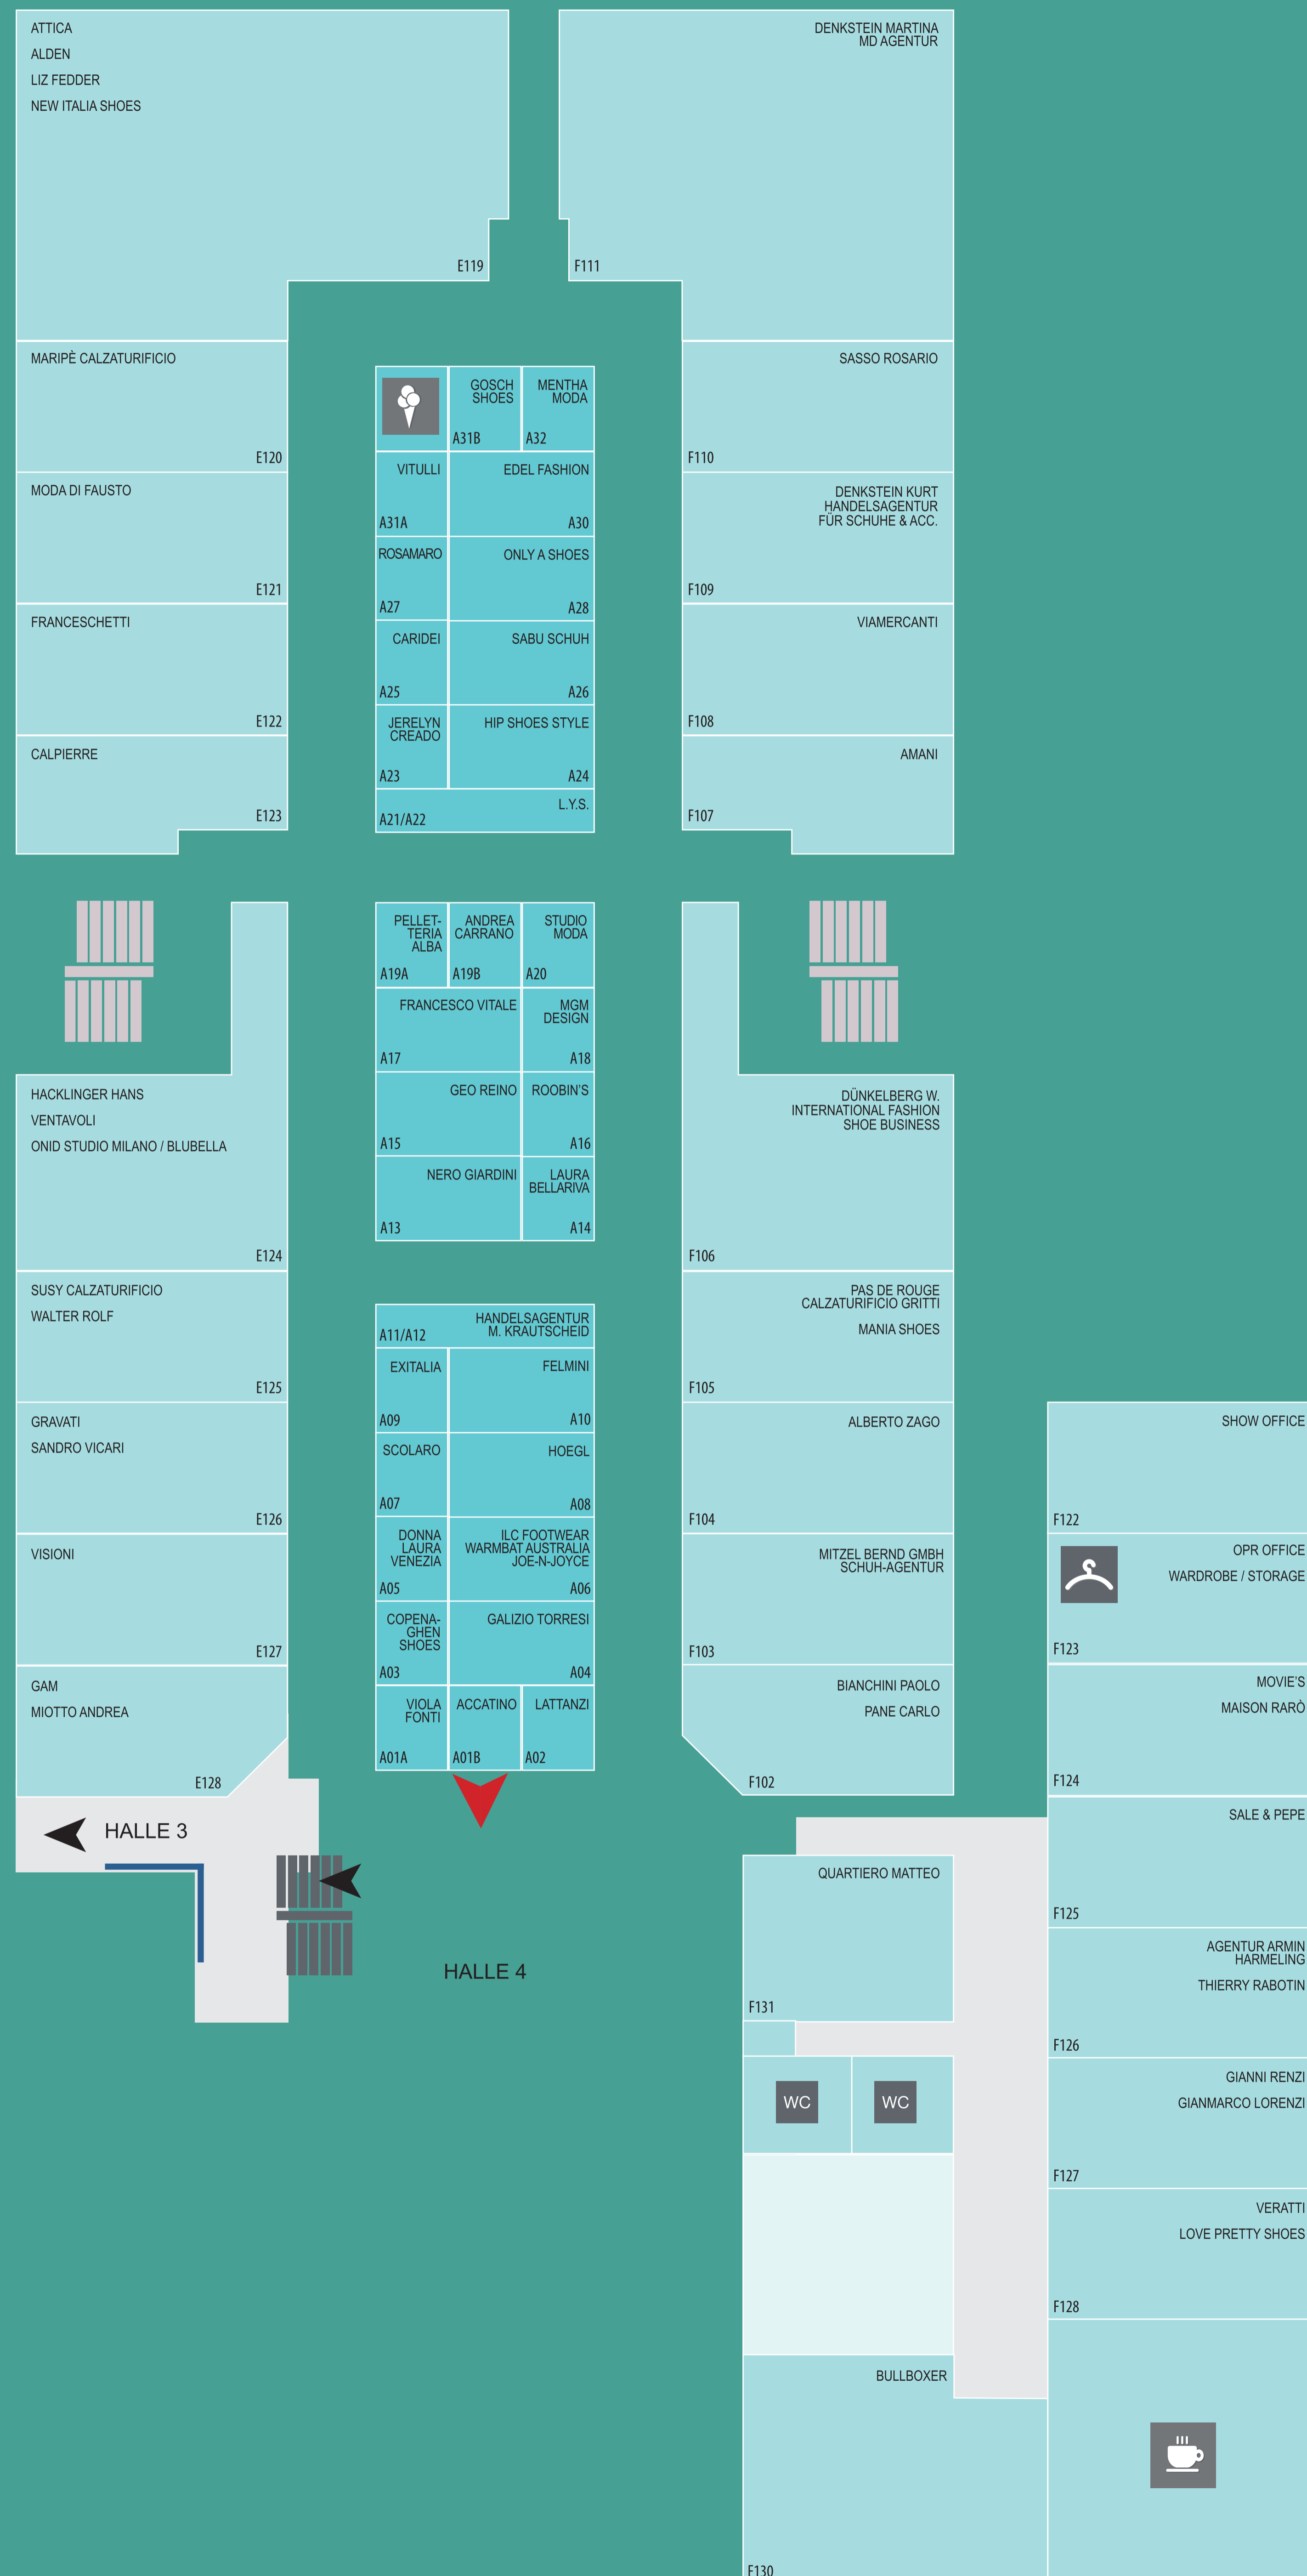 ATTICA
ALDEN
LIZ FEDDER
NEW ITALIA SHOES
E119
DENKSTEIN MARTINA
MD AGENTUR
F111
MARIPÈ CALZATURIFICIO
E120
MODA DI FAUSTO
E121
FRANCESCHETTI
E122
CALPIERRE
E123
GOSCH
SHOES
A31B
MENTHA
MODA
A32
VITULLI
A31A
EDEL FASHION
A30
ROSAMARO
A27
ONLY A SHOES
A28
CARIDEI
A25
SABU SCHUH
A26
JERELYN
CREADO
A23
HIP SHOES STYLE
A24
L.Y.S.
A21/A22
SASSO ROSARIO
F110
DENKSTEIN KURT
HANDELSAGENTUR
FÜR SCHUHE & ACC.
F109
VIAMERCANTI
F108
AMANI
F107
PELLET-
TERIA
ALBA
A19A
ANDREA
CARRANO
A19B
STUDIO
MODA
A20
FRANCESCO VITALE
A17
MGM
DESIGN
A18
GEO REINO
A15
ROOBIN'S
A16
NERO GIARDINI
A13
LAURA
BELLARIVA
A14
HACKLINGER HANS
VENTAVOLI
ONID STUDIO MILANO / BLUBELLA
E124
SUSY CALZATURIFICIO
WALTER ROLF
E125
GRAVATI
SANDRO VICARI
E126
VISIONI
E127
GAM
MIOTTO ANDREA
E128
HANDELSAGENTUR
M. KRAUTSCHEID
A11/A12
EXITALIA
A09
FELMINI
A10
SCOLARO
A07
HOEGL
A08
DONNA
LAURA
VENEZIA
A05
ILC FOOTWEAR
WARMBAT AUSTRALIA
JOE-N-JOYCE
A06
COPENA-
GHEN
SHOES
A03
GALIZIO TORRESI
A04
VIOLA
FONTI
A01A
ACCATINO
A01B
LATTANZI
A02
DÜNKELBERG W.
INTERNATIONAL FASHION
SHOE BUSINESS
F106
PAS DE ROUGE
CALZATURIFICIO GRITTI
MANIA SHOES
F105
ALBERTO ZAGO
F104
MITZEL BERND GMBH
SCHUH-AGENTUR
F103
BIANCHINI PAOLO
PANE CARLO
F102
HALLE 3
HALLE 4
SHOW OFFICE
F122
OPR OFFICE
WARDROBE / STORAGE
F123
MOVIE'S
MAISON RARÒ
F124
SALE & PEPE
F125
AGENTUR ARMIN
HARMELING
THIERRY RABOTIN
F126
GIANNI RENZI
GIANMARCO LORENZI
F127
VERATTI
LOVE PRETTY SHOES
F128
QUARTIERO MATTEO
F131
WC
WC
BULLBOXER
F130